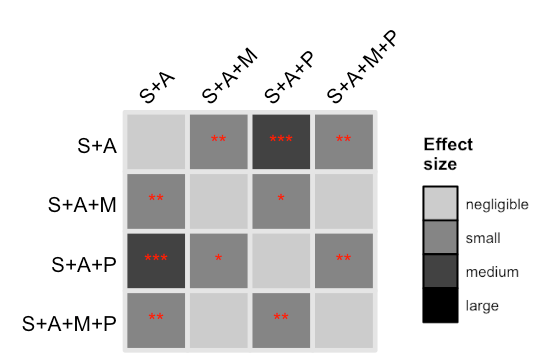 S+A
S+A+M
S+A+P
S+A+M+P
S+A ** *** **
S+A+M ** *
S+A+P *** * **
S+A+M+P ** **
Effect
size
negligible
small
medium
large